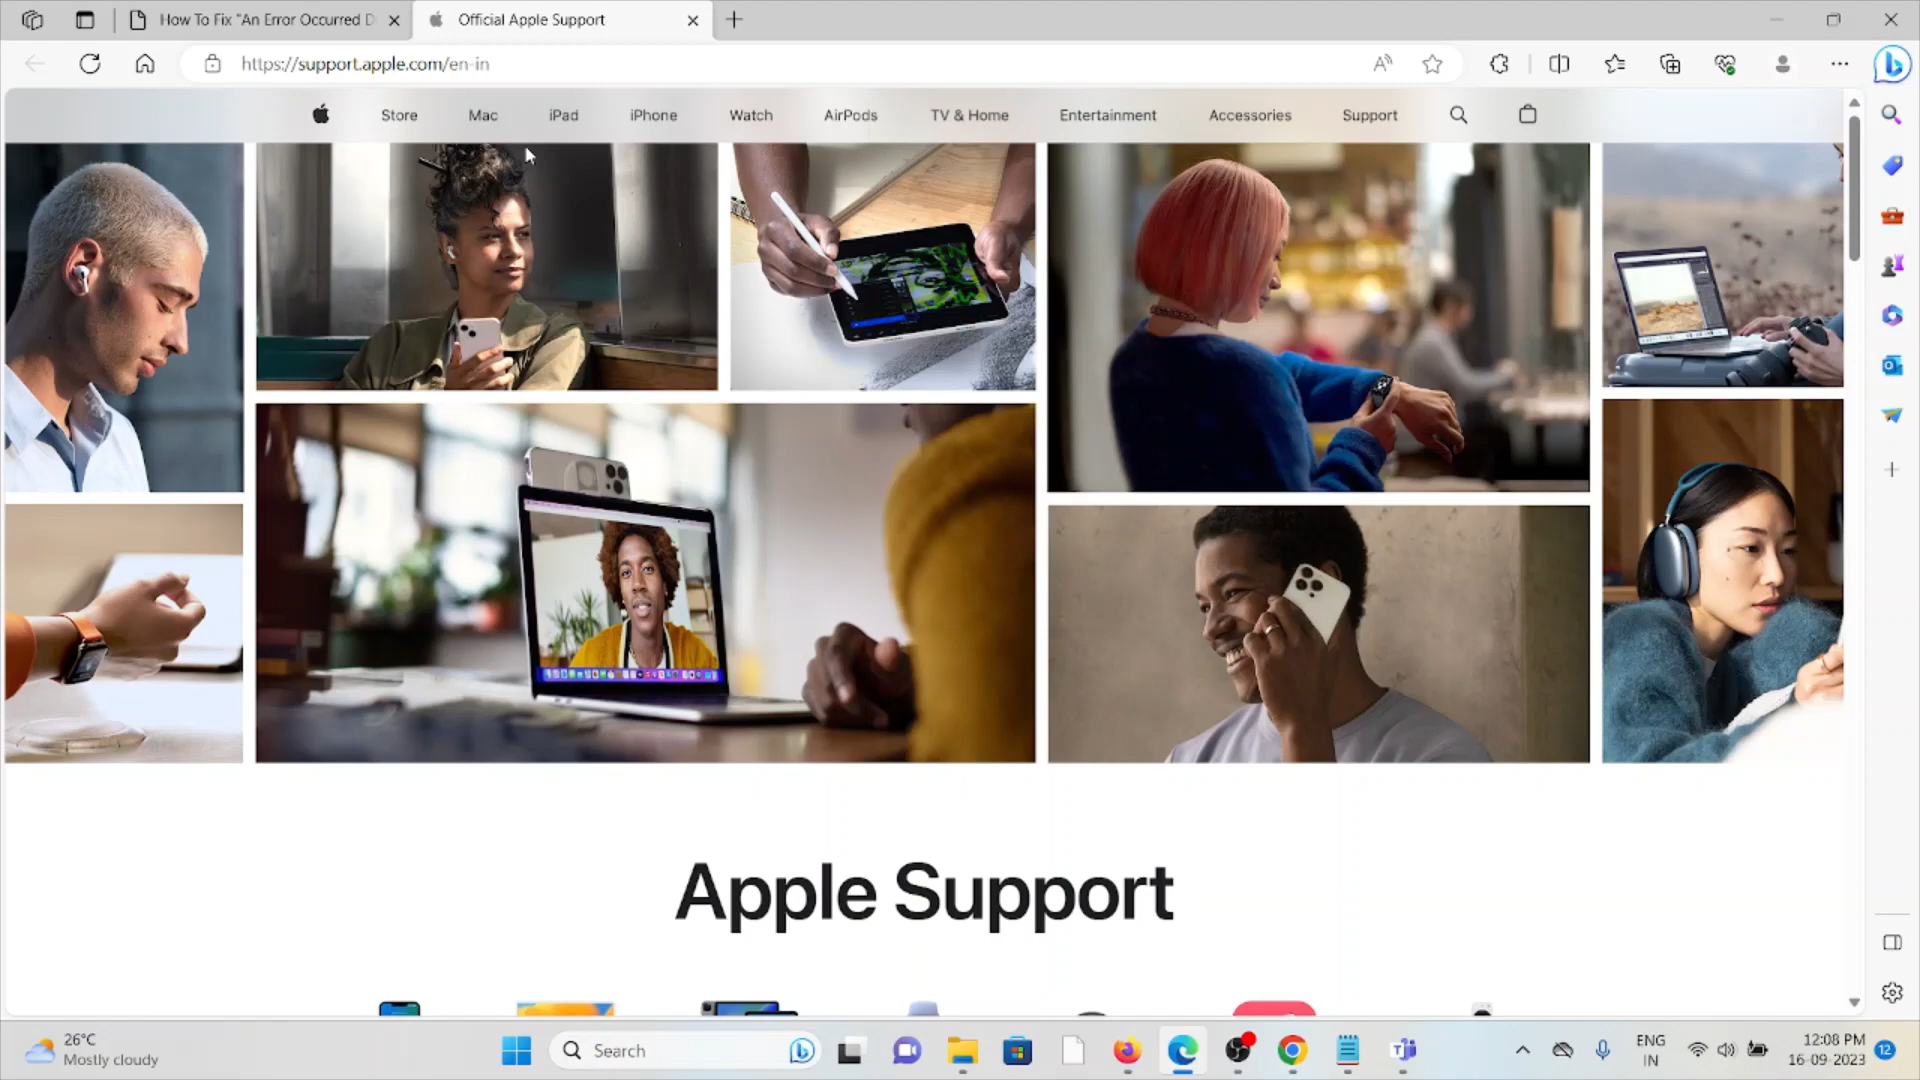 How To Fix "An Error Occurred D
Official Apple Support
https://support.apple.com/en-in
Store
Mac
iPad
iPhone
Watch
AirPods
TV & Home
Entertainment
Accessories
Support
Apple Support
26°C
Mostly cloudy
Search
ENG
IN
12:08 PM
16-09-2023
12